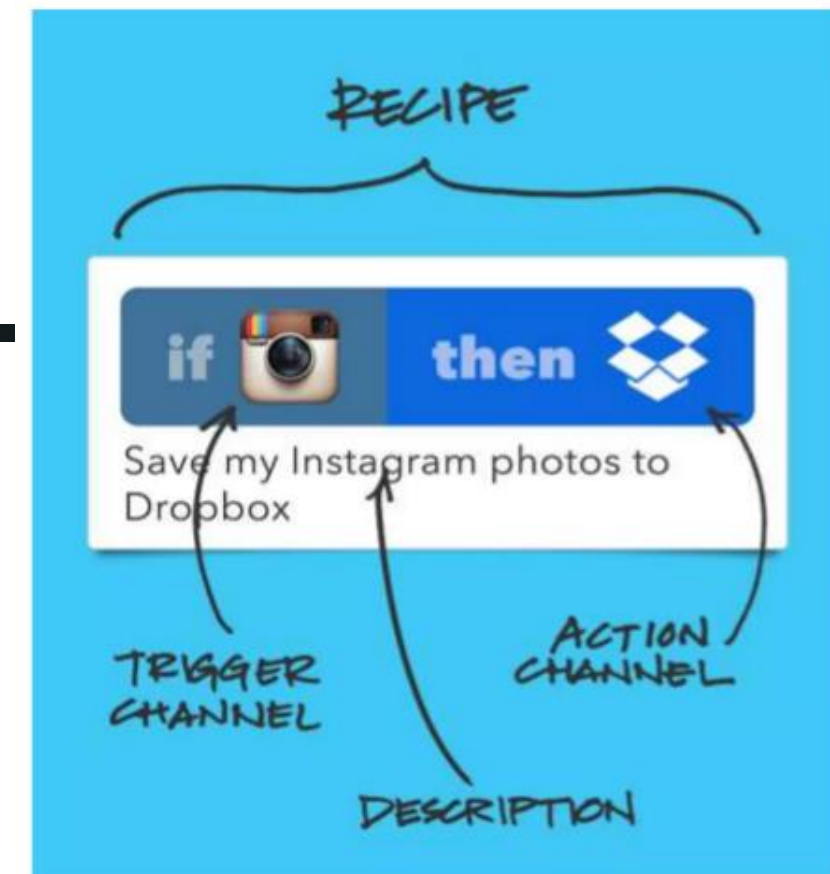 RECIPE
if then
Save my Instagram photos to
Dropbox
TRIGGER
CHANNEL
ACTION
CHANNEL
DESCRIPTION